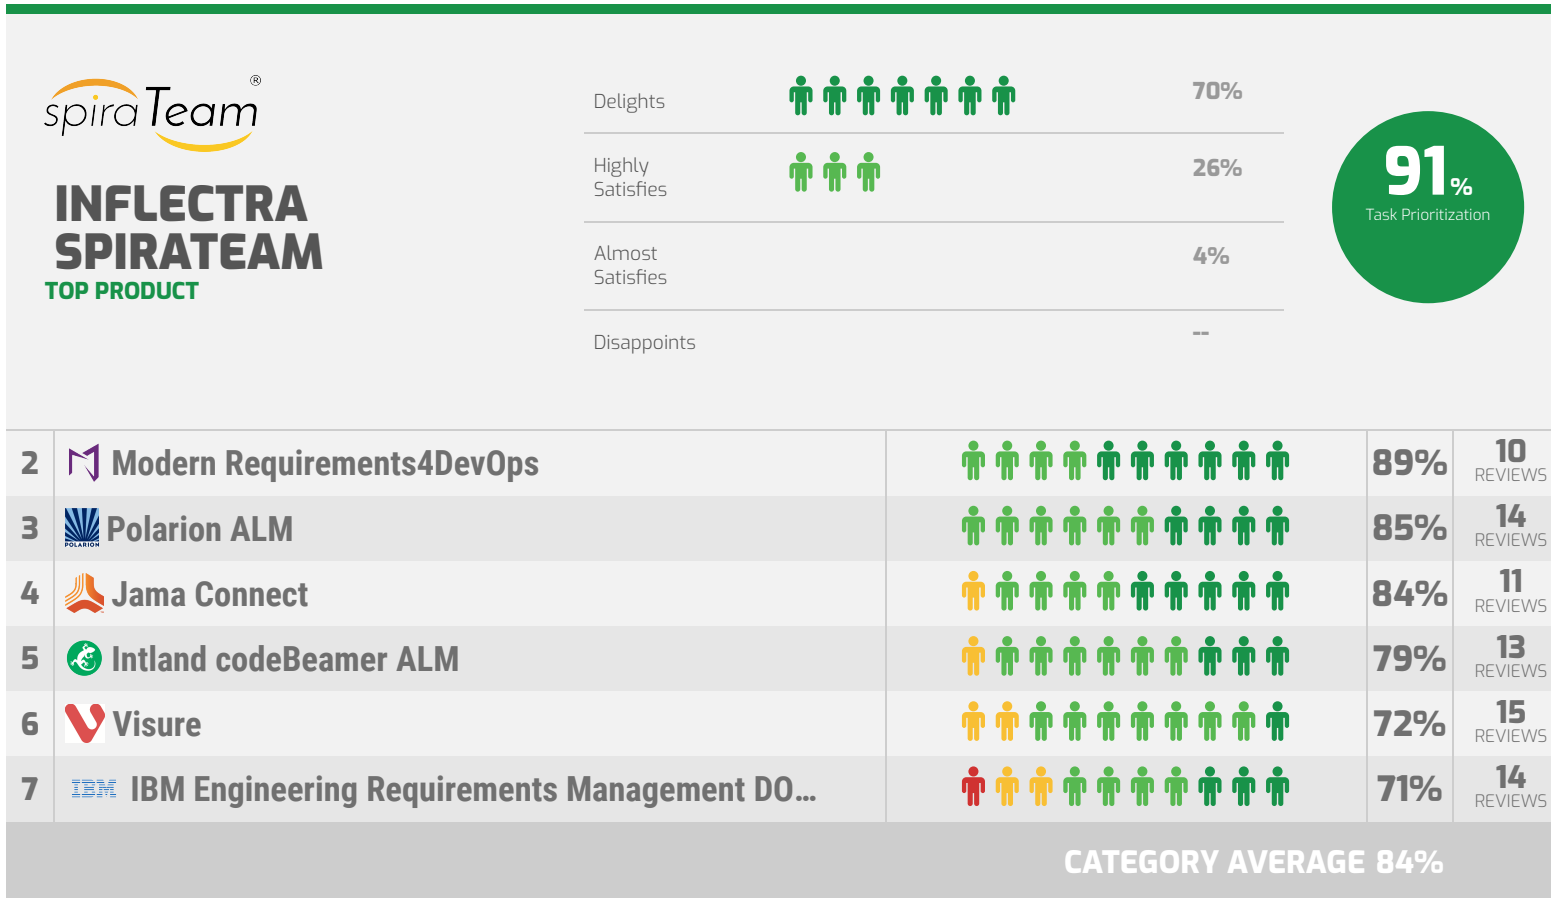 spiraTeam®
INFLECTRA
SPIRATEAM
TOP PRODUCT
Delights 70%
Highly
Satisfies 26%
Almost
Satisfies 4%
Disappoints --
91%
Task Prioritization
2 Modern Requirements4DevOps 89% 10 REVIEWS
3 POLARION Polarion ALM 85% 14 REVIEWS
4 Jama Connect 84% 11 REVIEWS
5 Intland codeBeamer ALM 79% 13 REVIEWS
6 Visure 72% 15 REVIEWS
7 IBM IBM Engineering Requirements Management DO... 71% 14 REVIEWS
CATEGORY AVERAGE 84%